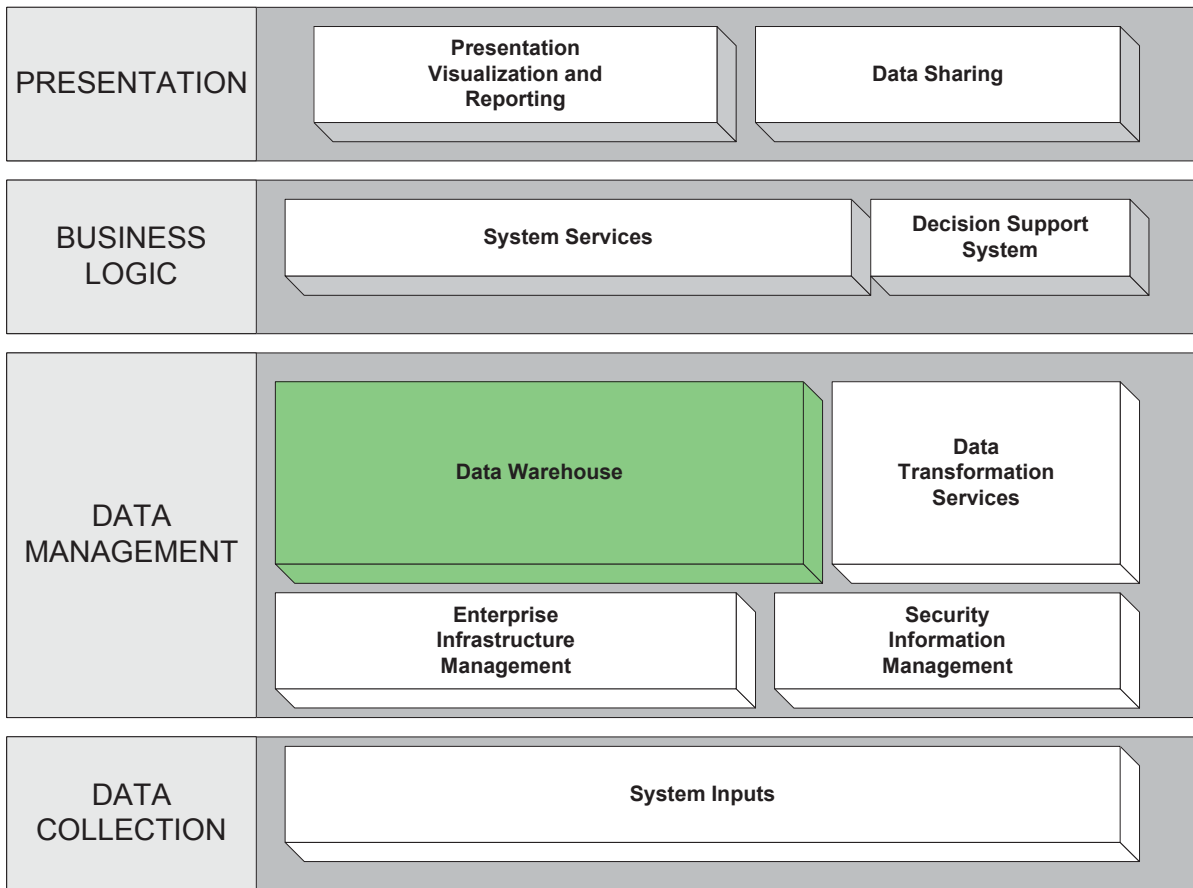 PRESENTATION
Presentation
Visualization and
Reporting
Data Sharing
BUSINESS
LOGIC
System Services
Decision Support
System
DATA
MANAGEMENT
Data Warehouse
Data
Transformation
Services
Enterprise
Infrastructure
Management
Security
Information
Management
DATA
COLLECTION
System Inputs